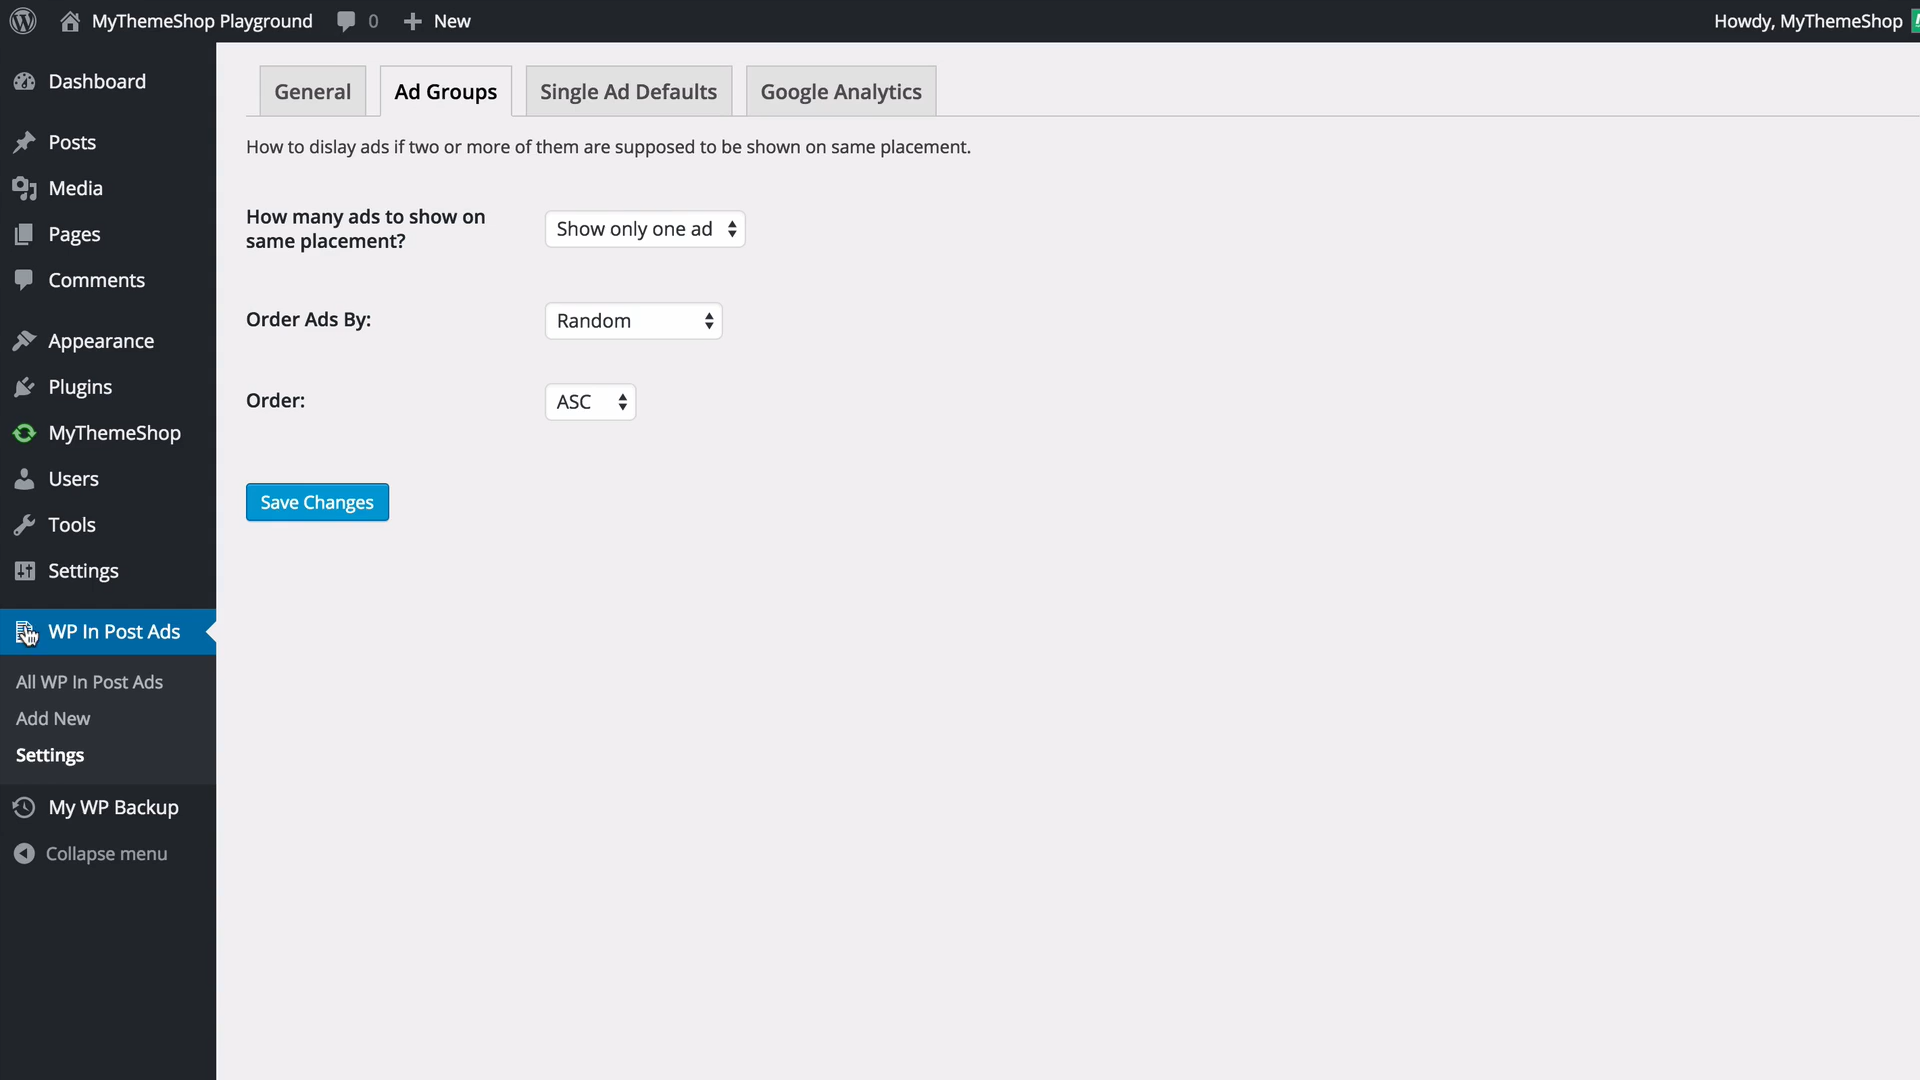 MyThemeShop Playground
0
New
Howdy, MyThemeShop
Dashboard
Posts
Media
Pages
Comments
Appearance
Plugins
MyThemeShop
Users
Tools
Settings
WP In Post Ads
All WP In Post Ads
Add New
Settings
My WP Backup
Collapse menu
General
Ad Groups
Single Ad Defaults
Google Analytics
How to dislay ads if two or more of them are supposed to be shown on same placement.
How many ads to show on
same placement?
Show only one ad
Order Ads By:
Random
Order:
ASC
Save Changes